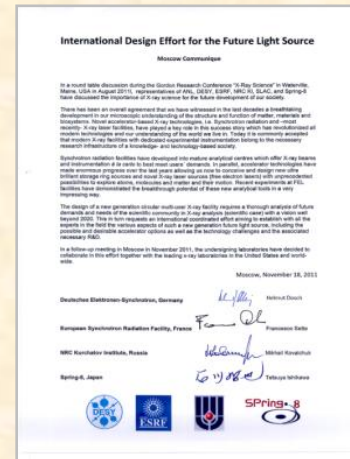 International Design Effort for the Future Light Source
Moscow Communique
In a round table discussion during the Gordon Research Conference "X-Ray Science" in Waterville,
Maine, USA in August 2011, representatives of ANL, DESY, ESRF, NRC KI, SLAC, and Spring-8
have discussed the importance of X-ray science for the future development of our society.
There has been an overall agreement that we have witnessed in the last decades a breathtaking
development in our microscopic understanding of the structure and function of matter, materials and
biosystems. Novel accelerator-based X-ray technologies, i.e. Synchrotron radiation and -most
recently- X-ray laser facilities, have played a key role in this success story which has revolutionized all
modern technologies and our understanding of the world we live in. Today it is commonly accepted
that modern X-ray facilities with dedicated experimental instrumentation belong to the necessary
research infrastructure of a knowledge- and technology-based society.
Synchrotron radiation facilities have developed into mature analytical centres which offer X-ray beams
and instrumentation à la carte to best meet users' demands. In parallel, accelerator technologies have
made enormous progress over the last years allowing us now to conceive and design new ultra
brilliant storage ring sources and novel X-ray laser sources (free electron lasers) with unprecedented
possibilities to explore atoms, molecules and matter and their motion. Recent experiments at FEL
facilities have demonstrated the breakthrough potential of these new analytical tools in a very
impressing way.
The design of a new generation circular multi-user X-ray facility requires a thorough analysis of future
demands and needs of the scientific community in X-ray analysis (scientific case) with a vision well
beyond 2020. This in turn requests an international coordinated effort aiming to establish with all the
experts in the field the various aspects of such a new generation future light source, including the
possible and desirable accelerator options as well as the technology challenges and the associated
necessary R&D.
In a follow-up meeting in Moscow in November 2011, the undersigning laboratories have decided to
collaborate in this effort together with the leading x-ray laboratories in the United States and world-
wide.
Moscow, November 18, 2011
Deutsches Elektronen-Synchrotron, Germany Helmut Dosch
European Synchrotron Radiation Facility, France Francesco Sette
NRC Kurchatov Institute, Russia Mikhail Kovalchuk
Spring-8, Japan Tetsuya Ishikawa
DESY
ESRF
SPring-8